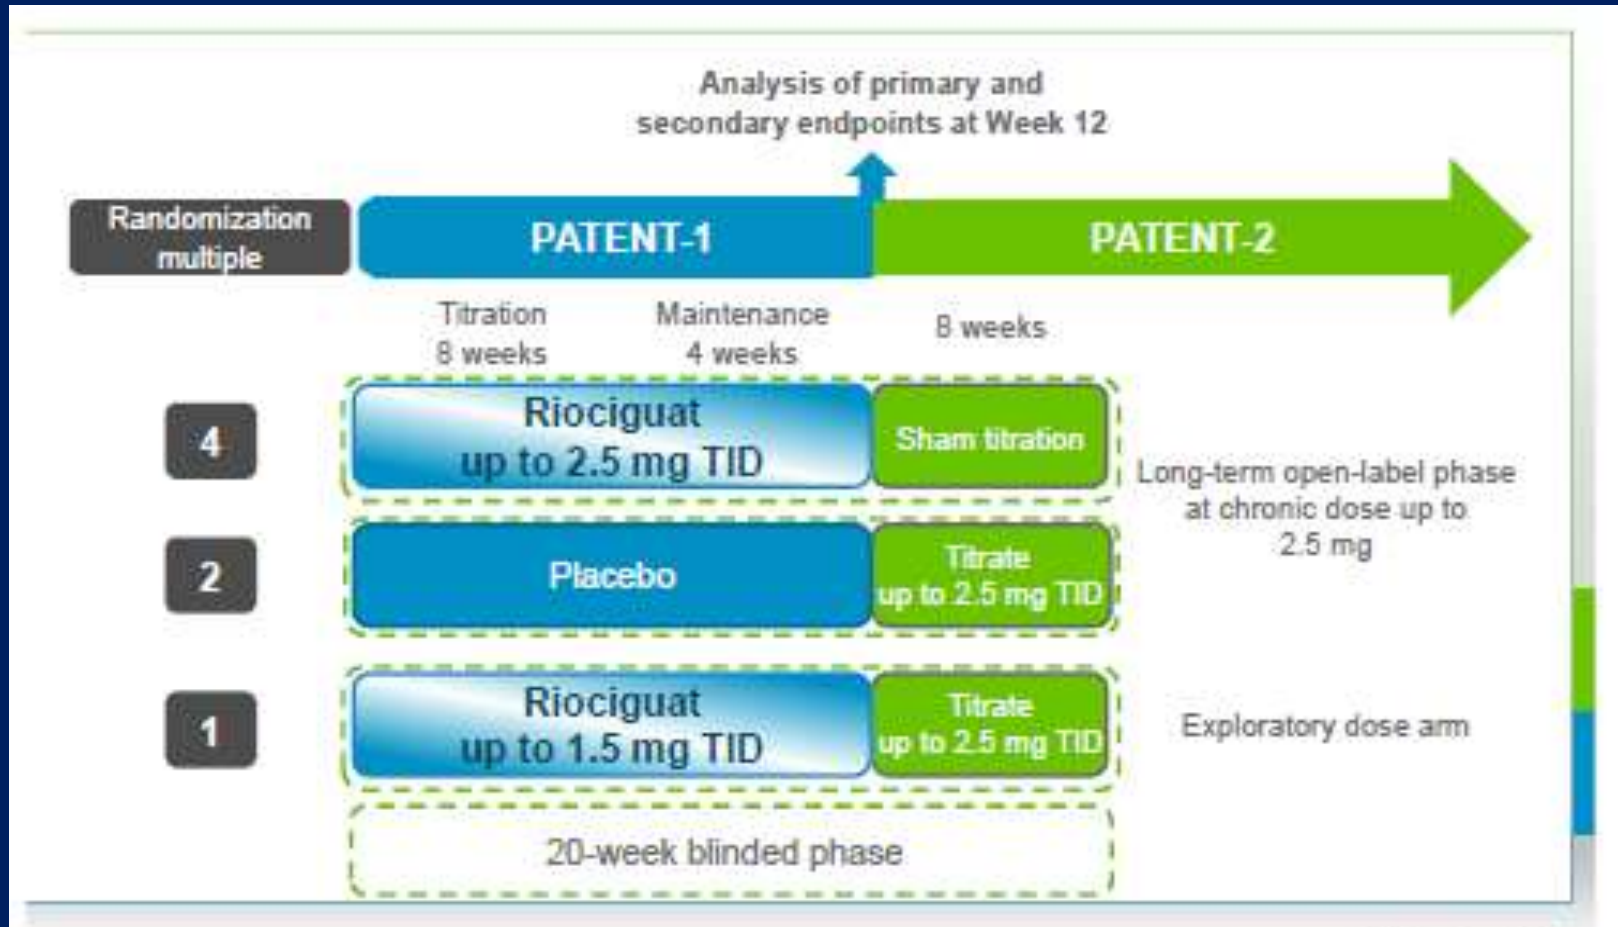 Analysis of primary and
secondary endpoints at Week 12
Randomization
multiple
PATENT-1
PATENT-2
Titration
8 weeks
Maintenance
4 weeks
8 weeks
4
Riociguat
up to 2.5 mg TID
Sham titration
Long-term open-label phase
at chronic dose up to
2.5 mg
2
Placebo
Titrate
up to 2.5 mg TID
1
Riociguat
up to 1.5 mg TID
Titrate
up to 2.5 mg TID
Exploratory dose arm
20-week blinded phase